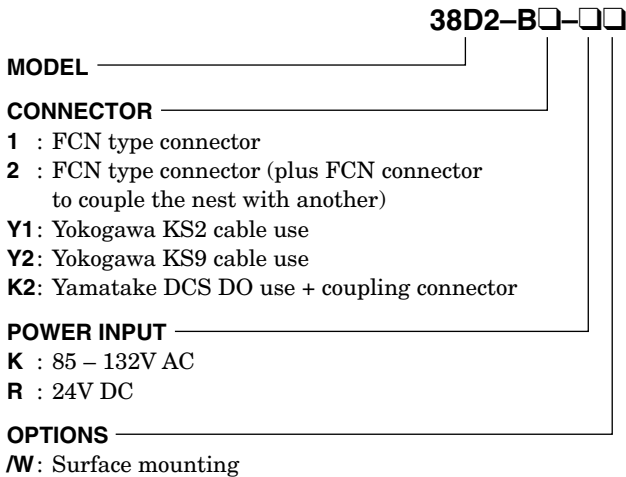 38D2–B❑–❑❑
MODEL
CONNECTOR
1 : FCN type connector
2 : FCN type connector (plus FCN connector
to couple the nest with another)
Y1: Yokogawa KS2 cable use
Y2: Yokogawa KS9 cable use
K2: Yamatake DCS DO use + coupling connector
POWER INPUT
K : 85 – 132V AC
R : 24V DC
OPTIONS
/W: Surface mounting